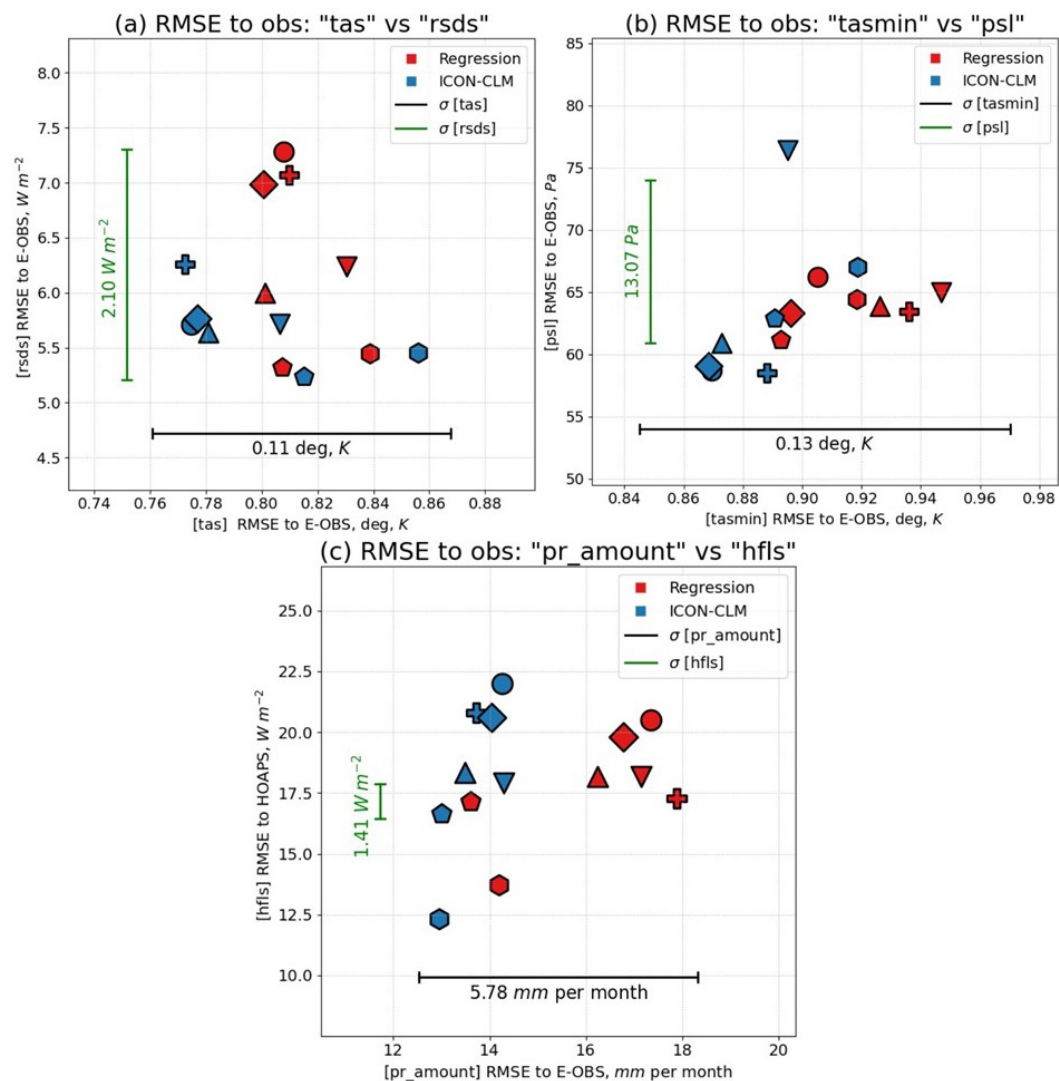 (a) RMSE to obs: "tas" vs "rsds"
Regression
ICON-CLM
σ [tas]
σ [rsds]
8.0
7.5
7.0
6.5
6.0
5.5
5.0
4.5
[rsds] RMSE to E-OBS, W m⁻²
2.10 W m⁻²
0.11 deg, K
0.74 0.76 0.78 0.80 0.82 0.84 0.86 0.88
[tas] RMSE to E-OBS, deg, K
(b) RMSE to obs: "tasmin" vs "psl"
Regression
ICON-CLM
σ [tasmin]
σ [psl]
85
80
75
70
65
60
55
50
[psl] RMSE to E-OBS, Pa
13.07 Pa
0.13 deg, K
0.84 0.86 0.88 0.90 0.92 0.94 0.96 0.98
[tasmin] RMSE to E-OBS, deg, K
(c) RMSE to obs: "pr_amount" vs "hfls"
Regression
ICON-CLM
σ [pr_amount]
σ [hfls]
25.0
22.5
20.0
17.5
15.0
12.5
10.0
[hfls] RMSE to HOAPS, W m⁻²
1.41 W m⁻²
5.78 mm per month
12 14 16 18 20
[pr_amount] RMSE to E-OBS, mm per month